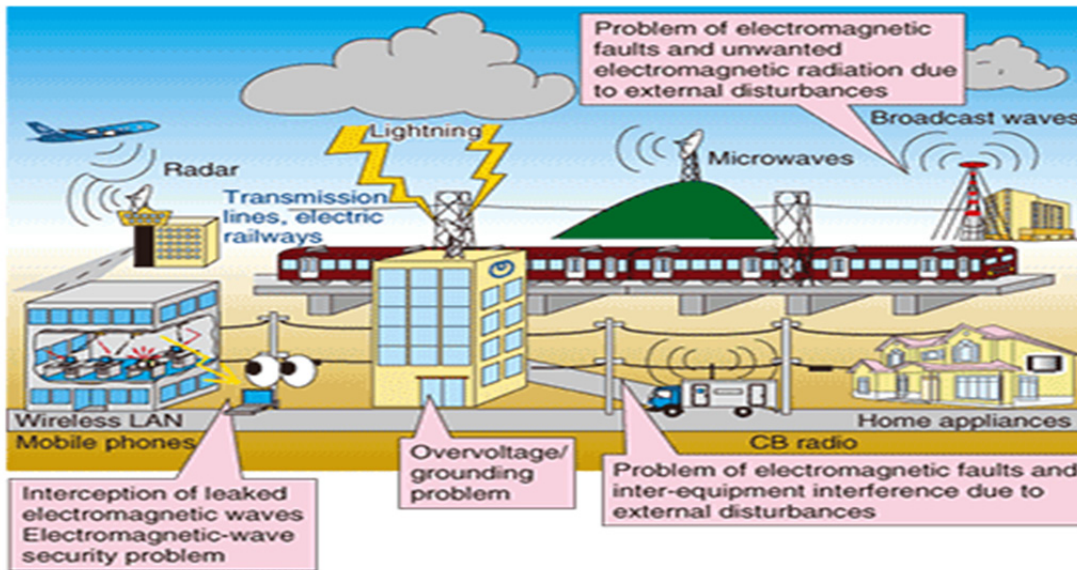 Problem of electromagnetic
faults and unwanted
electromagnetic radiation due
to external disturbances
Broadcast waves
Lightning
Microwaves
Radar
Transmission
lines, electric
railways
Wireless LAN
Mobile phones
Home appliances
CB radio
Interception of leaked
electromagnetic waves
Electromagnetic-wave
security problem
Overvoltage/
grounding
problem
Problem of electromagnetic faults and
inter-equipment interference due to
external disturbances